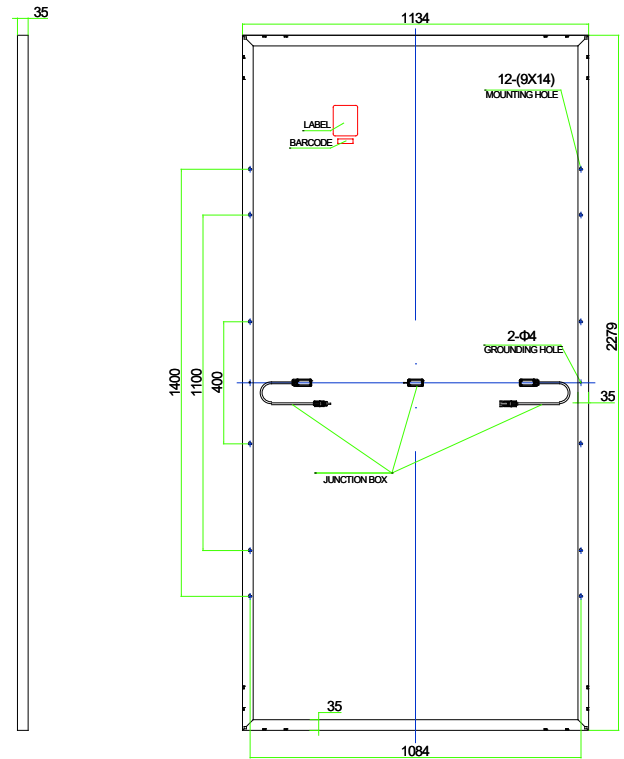 35
1134
12-(9X14)
MOUNTING HOLE
LABEL
BARCODE
2-Φ4
GROUNDING HOLE
2279
1400
1100
400
35
JUNCTION BOX
35
1084